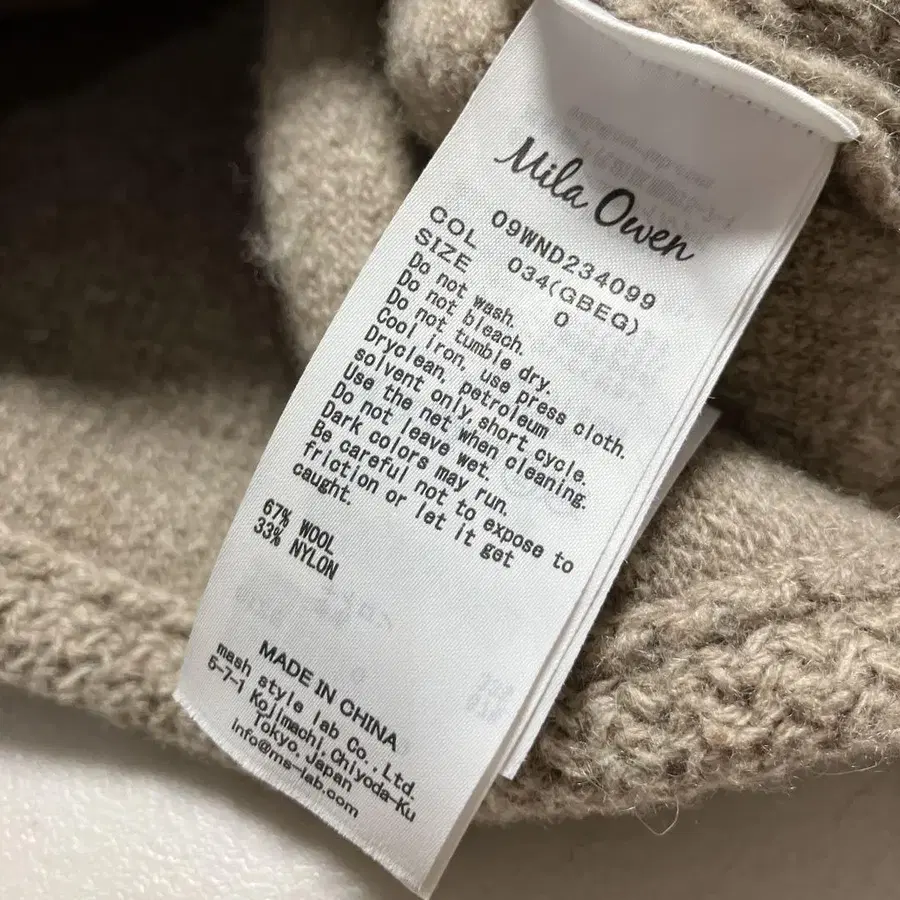 Mila Owen
09WND234099
COL 034(GBEG)
SIZE 0
Do not wash.
Do not bleach.
Do not tumble dry.
Cool iron, use press cloth.
Dryclean, petroleum
solvent only,short cycle.
Use the net when cleaning.
Do not leave wet.
Dark colors may run.
Be careful not to expose to
friction or let it get
caught.
67% WOOL
33% NYLON
MADE IN CHINA
mash style lab Co.,Ltd.
5-7-1 Kojimachi,Chiyoda-Ku
Tokyo,Japan
info@ms-lab.com